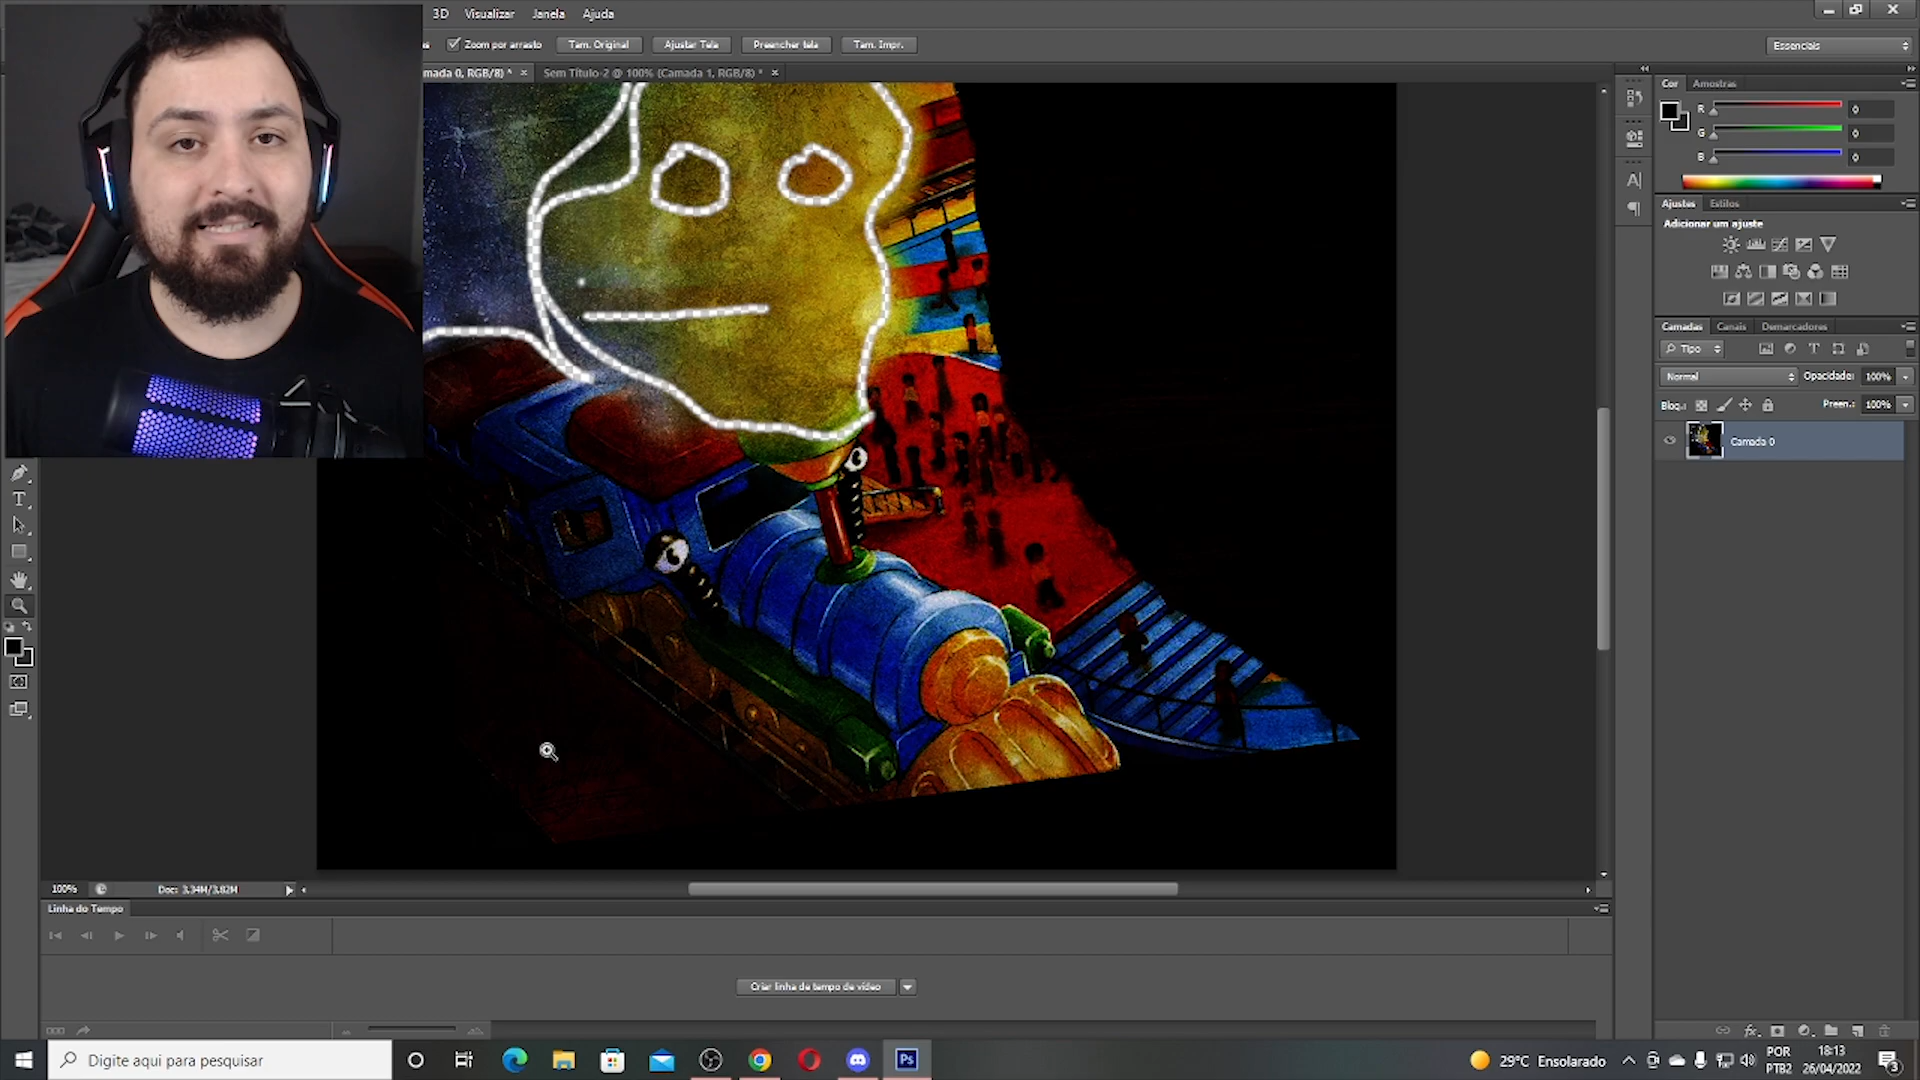 3D Visualizar Janela Ajuda
Zoom por arrasto Tam. Original Ajustar Tela Preencher tela Tam. Impr. Essenciais
mada 0, RGB/8) * × Sem Título-2 @ 100% (Camada 1, RGB/8) * ×
Cor Amostras
R 0
G 0
B 0
Ajustes Estilos
Adicionar um ajuste
Camadas Canais Demarcadores
Tipo
Normal Opacidade: 100%
Bloq.: Preen.: 100%
Camada 0
100% Doc: 3,34M/3,82M
Linha do Tempo
Criar linha de tempo de vídeo
Digite aqui para pesquisar
Ps
29°C Ensolarado
POR
PTB2
18:13
26/04/2022
3